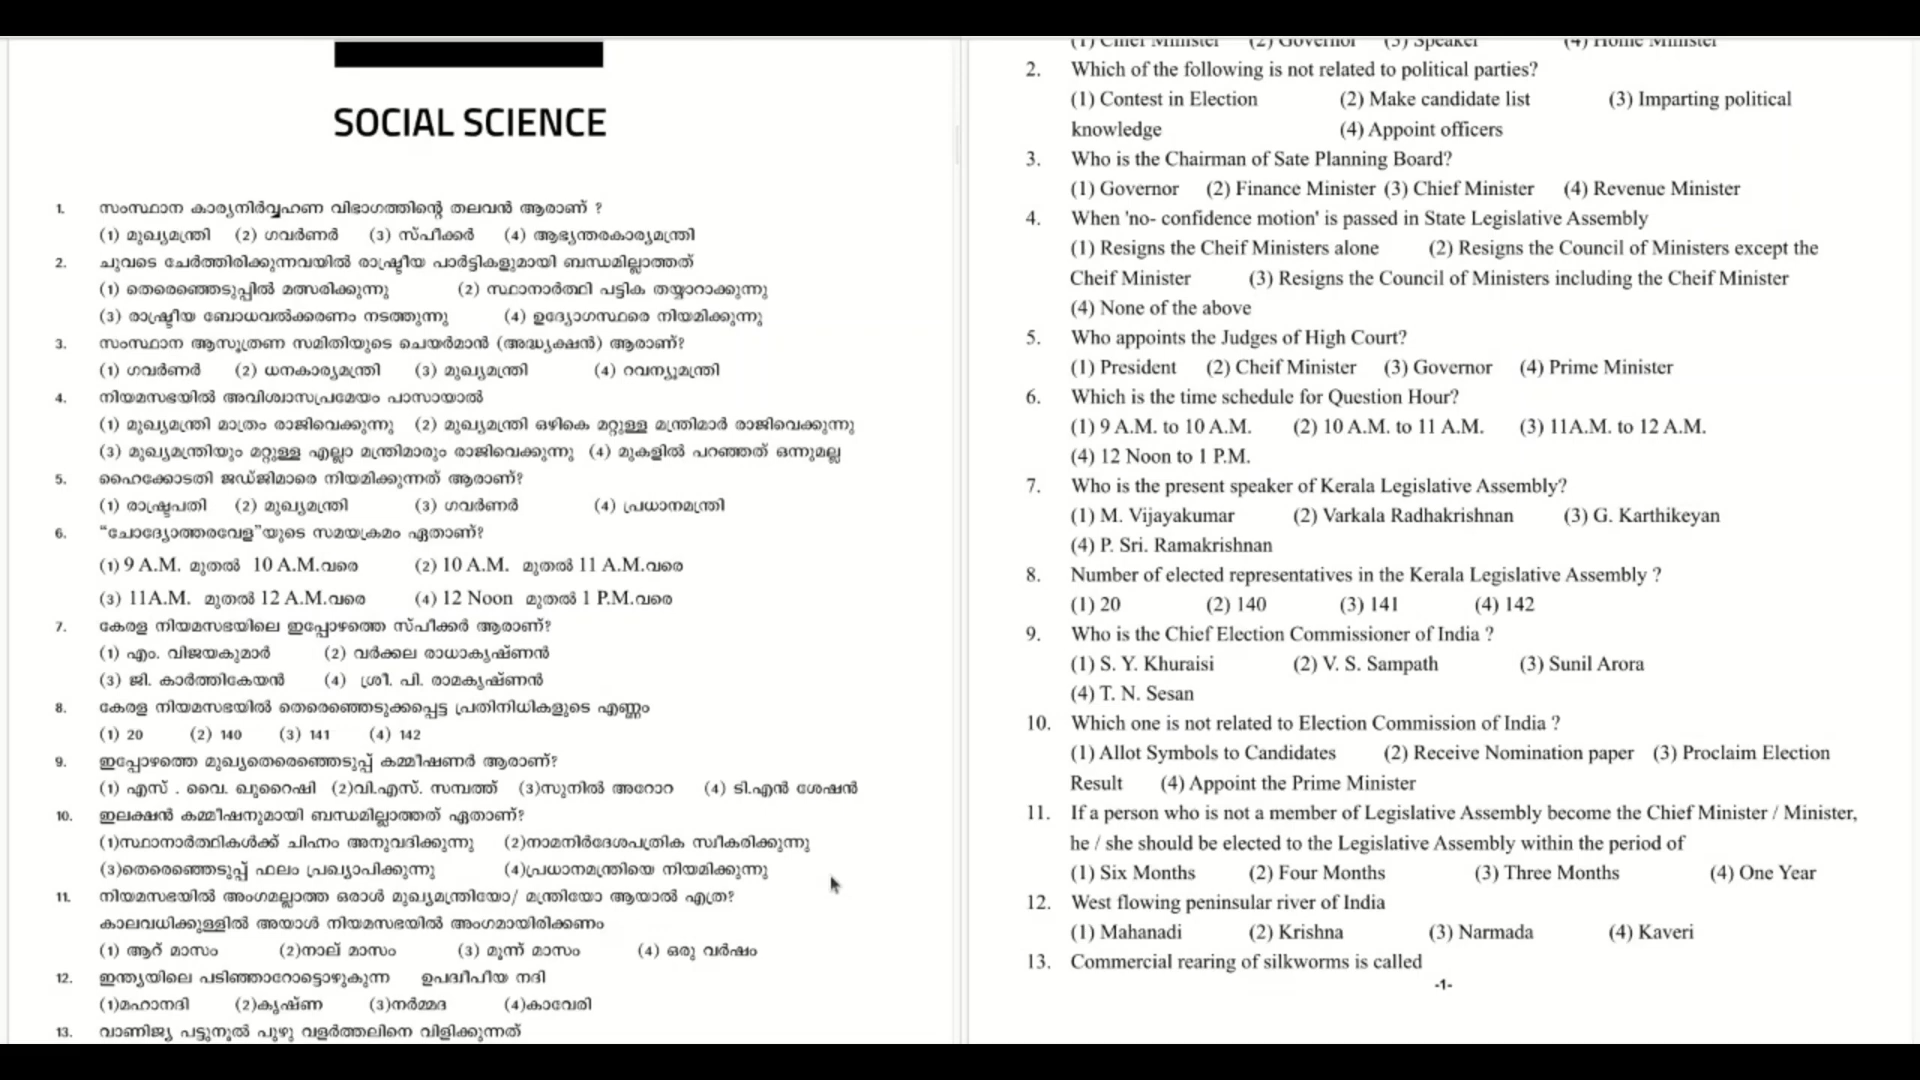 SOCIAL SCIENCE
1. സംസ്ഥാന കാര്യനിർവ്വഹണ വിഭാഗത്തിന്റെ തലവൻ ആരാണ് ?
(1) മുഖ്യമന്ത്രി (2) ഗവർണർ (3) സ്പീക്കർ (4) ആഭ്യന്തരകാര്യമന്ത്രി
2. ചുവടെ ചേർത്തിരിക്കുന്നവയിൽ രാഷ്ട്രീയ പാർട്ടികളുമായി ബന്ധമില്ലാത്തത്
(1) തെരഞ്ഞെടുപ്പിൽ മത്സരിക്കുന്നു (2) സ്ഥാനാർത്ഥി പട്ടിക തയ്യാറാക്കുന്നു
(3) രാഷ്ട്രീയ ബോധവൽക്കരണം നടത്തുന്നു (4) ഉദ്യോഗസ്ഥരെ നിയമിക്കുന്നു
3. സംസ്ഥാന ആസൂത്രണ സമിതിയുടെ ചെയർമാൻ (അദ്ധ്യക്ഷൻ) ആരാണ്?
(1) ഗവർണർ (2) ധനകാര്യമന്ത്രി (3) മുഖ്യമന്ത്രി (4) റവന്യൂമന്ത്രി
4. നിയമസഭയിൽ അവിശ്വാസപ്രമേയം പാസായാൽ
(1) മുഖ്യമന്ത്രി മാത്രം രാജിവെക്കുന്നു (2) മുഖ്യമന്ത്രി ഒഴികെ മറ്റുള്ള മന്ത്രിമാർ രാജിവെക്കുന്നു
(3) മുഖ്യമന്ത്രിയും മറ്റുള്ള എല്ലാ മന്ത്രിമാരും രാജിവെക്കുന്നു (4) മുകളിൽ പറഞ്ഞത് ഒന്നുമല്ല
5. ഹൈക്കോടതി ജഡ്ജിമാരെ നിയമിക്കുന്നത് ആരാണ്?
(1) രാഷ്ട്രപതി (2) മുഖ്യമന്ത്രി (3) ഗവർണർ (4) പ്രധാനമന്ത്രി
6. “ചോദ്യോത്തരവേള”യുടെ സമയക്രമം ഏതാണ്?
(1) 9 A.M. മുതൽ 10 A.M.വരെ (2) 10 A.M. മുതൽ 11 A.M.വരെ
(3) 11A.M. മുതൽ 12 A.M.വരെ (4) 12 Noon മുതൽ 1 P.M.വരെ
7. കേരള നിയമസഭയിലെ ഇപ്പോഴത്തെ സ്പീക്കർ ആരാണ്?
(1) എം. വിജയകുമാർ (2) വർക്കല രാധാകൃഷ്ണൻ
(3) ജി. കാർത്തികേയൻ (4) ശ്രീ. പി. രാമകൃഷ്ണൻ
8. കേരള നിയമസഭയിൽ തെരെഞ്ഞെടുക്കപ്പെട്ട പ്രതിനിധികളുടെ എണ്ണം
(1) 20 (2) 140 (3) 141 (4) 142
9. ഇപ്പോഴത്തെ മുഖ്യതെരെഞ്ഞെടുപ്പ് കമ്മീഷണർ ആരാണ്?
(1) എസ് . വൈ. ഖുറൈഷി (2)വി.എസ്. സമ്പത്ത് (3)സുനിൽ അറോറ (4) ടി.എൻ ശേഷൻ
10. ഇലക്ഷൻ കമ്മീഷനുമായി ബന്ധമില്ലാത്തത് ഏതാണ്?
(1)സ്ഥാനാർത്ഥികൾക്ക് ചിഹ്നം അനുവദിക്കുന്നു (2)നാമനിർദേശപത്രിക സ്വീകരിക്കുന്നു
(3)തെരെഞ്ഞെടുപ്പ് ഫലം പ്രഖ്യാപിക്കുന്നു (4)പ്രധാനമന്ത്രിയെ നിയമിക്കുന്നു
11. നിയമസഭയിൽ അംഗമല്ലാത്ത ഒരാൾ മുഖ്യമന്ത്രിയോ/ മന്ത്രിയോ ആയാൽ എത്ര?
കാലവധിക്കുള്ളിൽ അയാൾ നിയമസഭയിൽ അംഗമായിരിക്കണം
(1) ആറ് മാസം (2)നാല് മാസം (3) മൂന്ന് മാസം (4) ഒരു വർഷം
12. ഇന്ത്യയിലെ പടിഞ്ഞാറോട്ടൊഴുകുന്ന ഉപദ്വീപീയ നദി
(1)മഹാനദി (2)കൃഷ്ണ (3)നർമ്മദ (4)കാവേരി
13. വാണിജ്യ പട്ടുനൂൽ പുഴു വളർത്തലിനെ വിളിക്കുന്നത്
(1) Chief Minister (2) Governor (3) Speaker (4) Home Minister
2. Which of the following is not related to political parties?
(1) Contest in Election (2) Make candidate list (3) Imparting political
knowledge (4) Appoint officers
3. Who is the Chairman of Sate Planning Board?
(1) Governor (2) Finance Minister (3) Chief Minister (4) Revenue Minister
4. When 'no- confidence motion' is passed in State Legislative Assembly
(1) Resigns the Cheif Ministers alone (2) Resigns the Council of Ministers except the
Cheif Minister (3) Resigns the Council of Ministers including the Cheif Minister
(4) None of the above
5. Who appoints the Judges of High Court?
(1) President (2) Cheif Minister (3) Governor (4) Prime Minister
6. Which is the time schedule for Question Hour?
(1) 9 A.M. to 10 A.M. (2) 10 A.M. to 11 A.M. (3) 11A.M. to 12 A.M.
(4) 12 Noon to 1 P.M.
7. Who is the present speaker of Kerala Legislative Assembly?
(1) M. Vijayakumar (2) Varkala Radhakrishnan (3) G. Karthikeyan
(4) P. Sri. Ramakrishnan
8. Number of elected representatives in the Kerala Legislative Assembly ?
(1) 20 (2) 140 (3) 141 (4) 142
9. Who is the Chief Election Commissioner of India ?
(1) S. Y. Khuraisi (2) V. S. Sampath (3) Sunil Arora
(4) T. N. Sesan
10. Which one is not related to Election Commission of India ?
(1) Allot Symbols to Candidates (2) Receive Nomination paper (3) Proclaim Election
Result (4) Appoint the Prime Minister
11. If a person who is not a member of Legislative Assembly become the Chief Minister / Minister,
he / she should be elected to the Legislative Assembly within the period of
(1) Six Months (2) Four Months (3) Three Months (4) One Year
12. West flowing peninsular river of India
(1) Mahanadi (2) Krishna (3) Narmada (4) Kaveri
13. Commercial rearing of silkworms is called
-1-